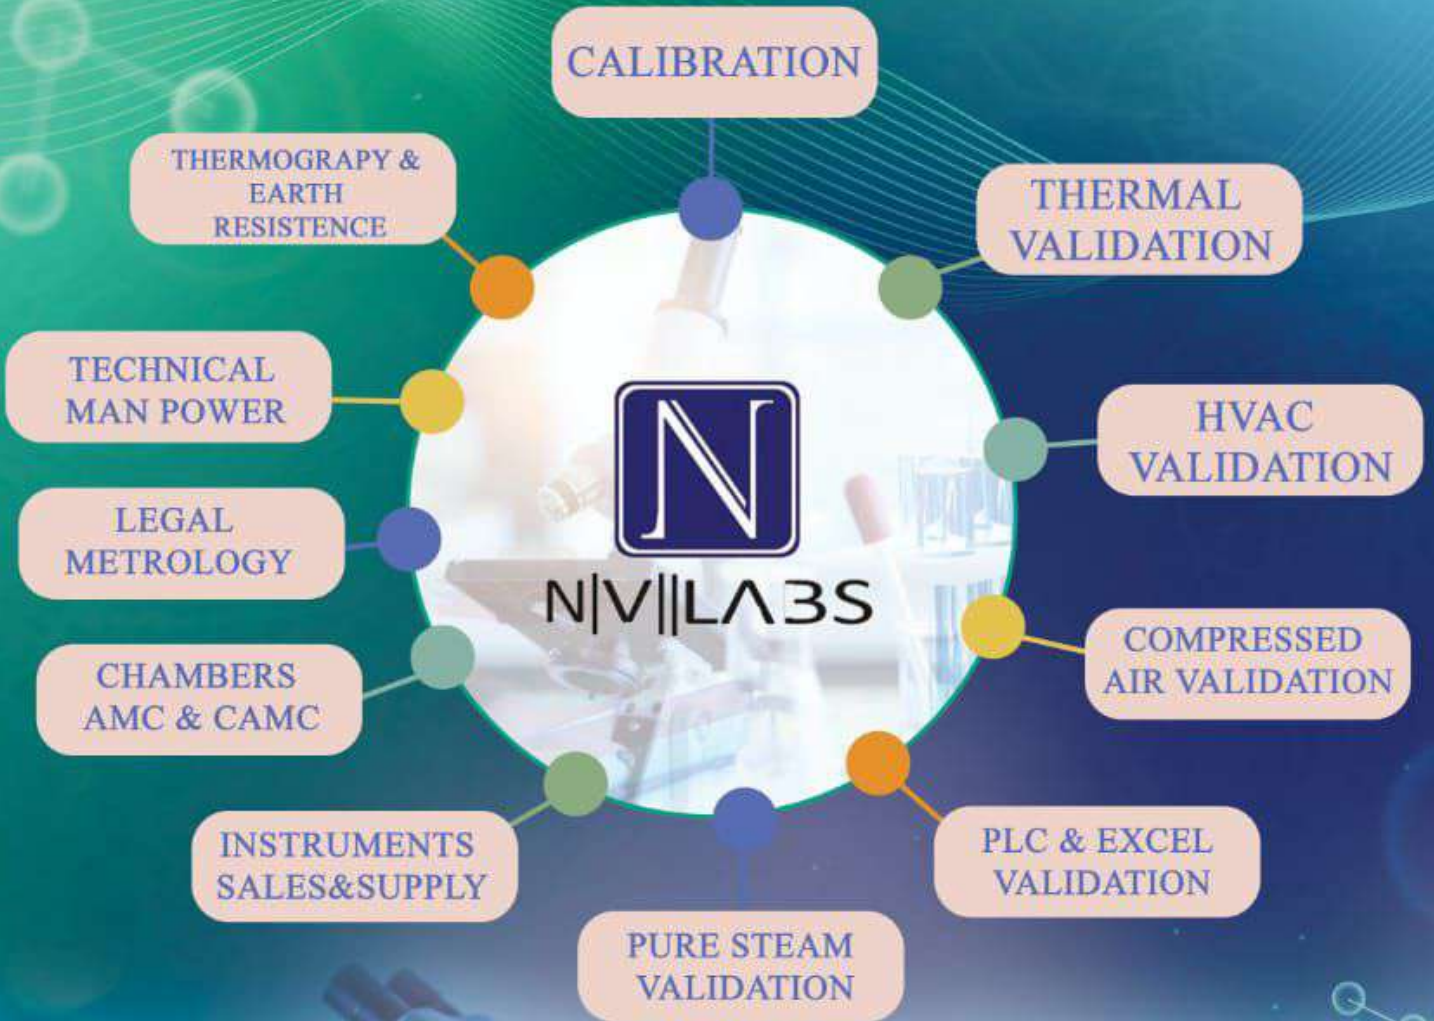 CALIBRATION
THERMOGRAPY &
EARTH
RESISTENCE
THERMAL
VALIDATION
TECHNICAL
MAN POWER
HVAC
VALIDATION
N
N|V||LABS
LEGAL
METROLOGY
COMPRESSED
AIR VALIDATION
CHAMBERS
AMC & CAMC
INSTRUMENTS
SALES&SUPPLY
PLC & EXCEL
VALIDATION
PURE STEAM
VALIDATION